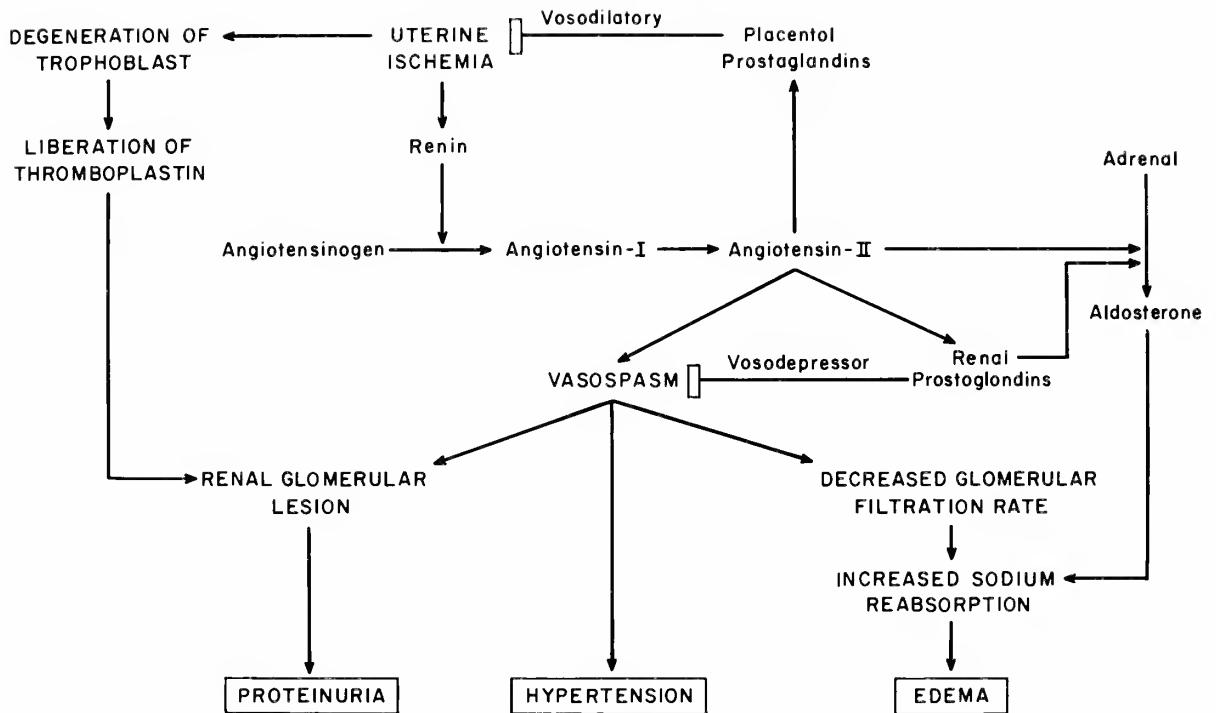 Vosodilatory
DEGENERATION OF
TROPHOBLAST
UTERINE
ISCHEMIA
Placentol
Prostaglandins
LIBERATION OF
THROMBOPLASTIN
Renin
Adrenal
Angiotensinogen
Angiotensin-I
Angiotensin-II
Aldosterone
VASOSPASM
Vosodepressor
Renal
Prostoglondins
RENAL GLOMERULAR
LESION
DECREASED GLOMERULAR
FILTRATION RATE
INCREASED SODIUM
REABSORPTION
PROTEINURIA
HYPERTENSION
EDEMA